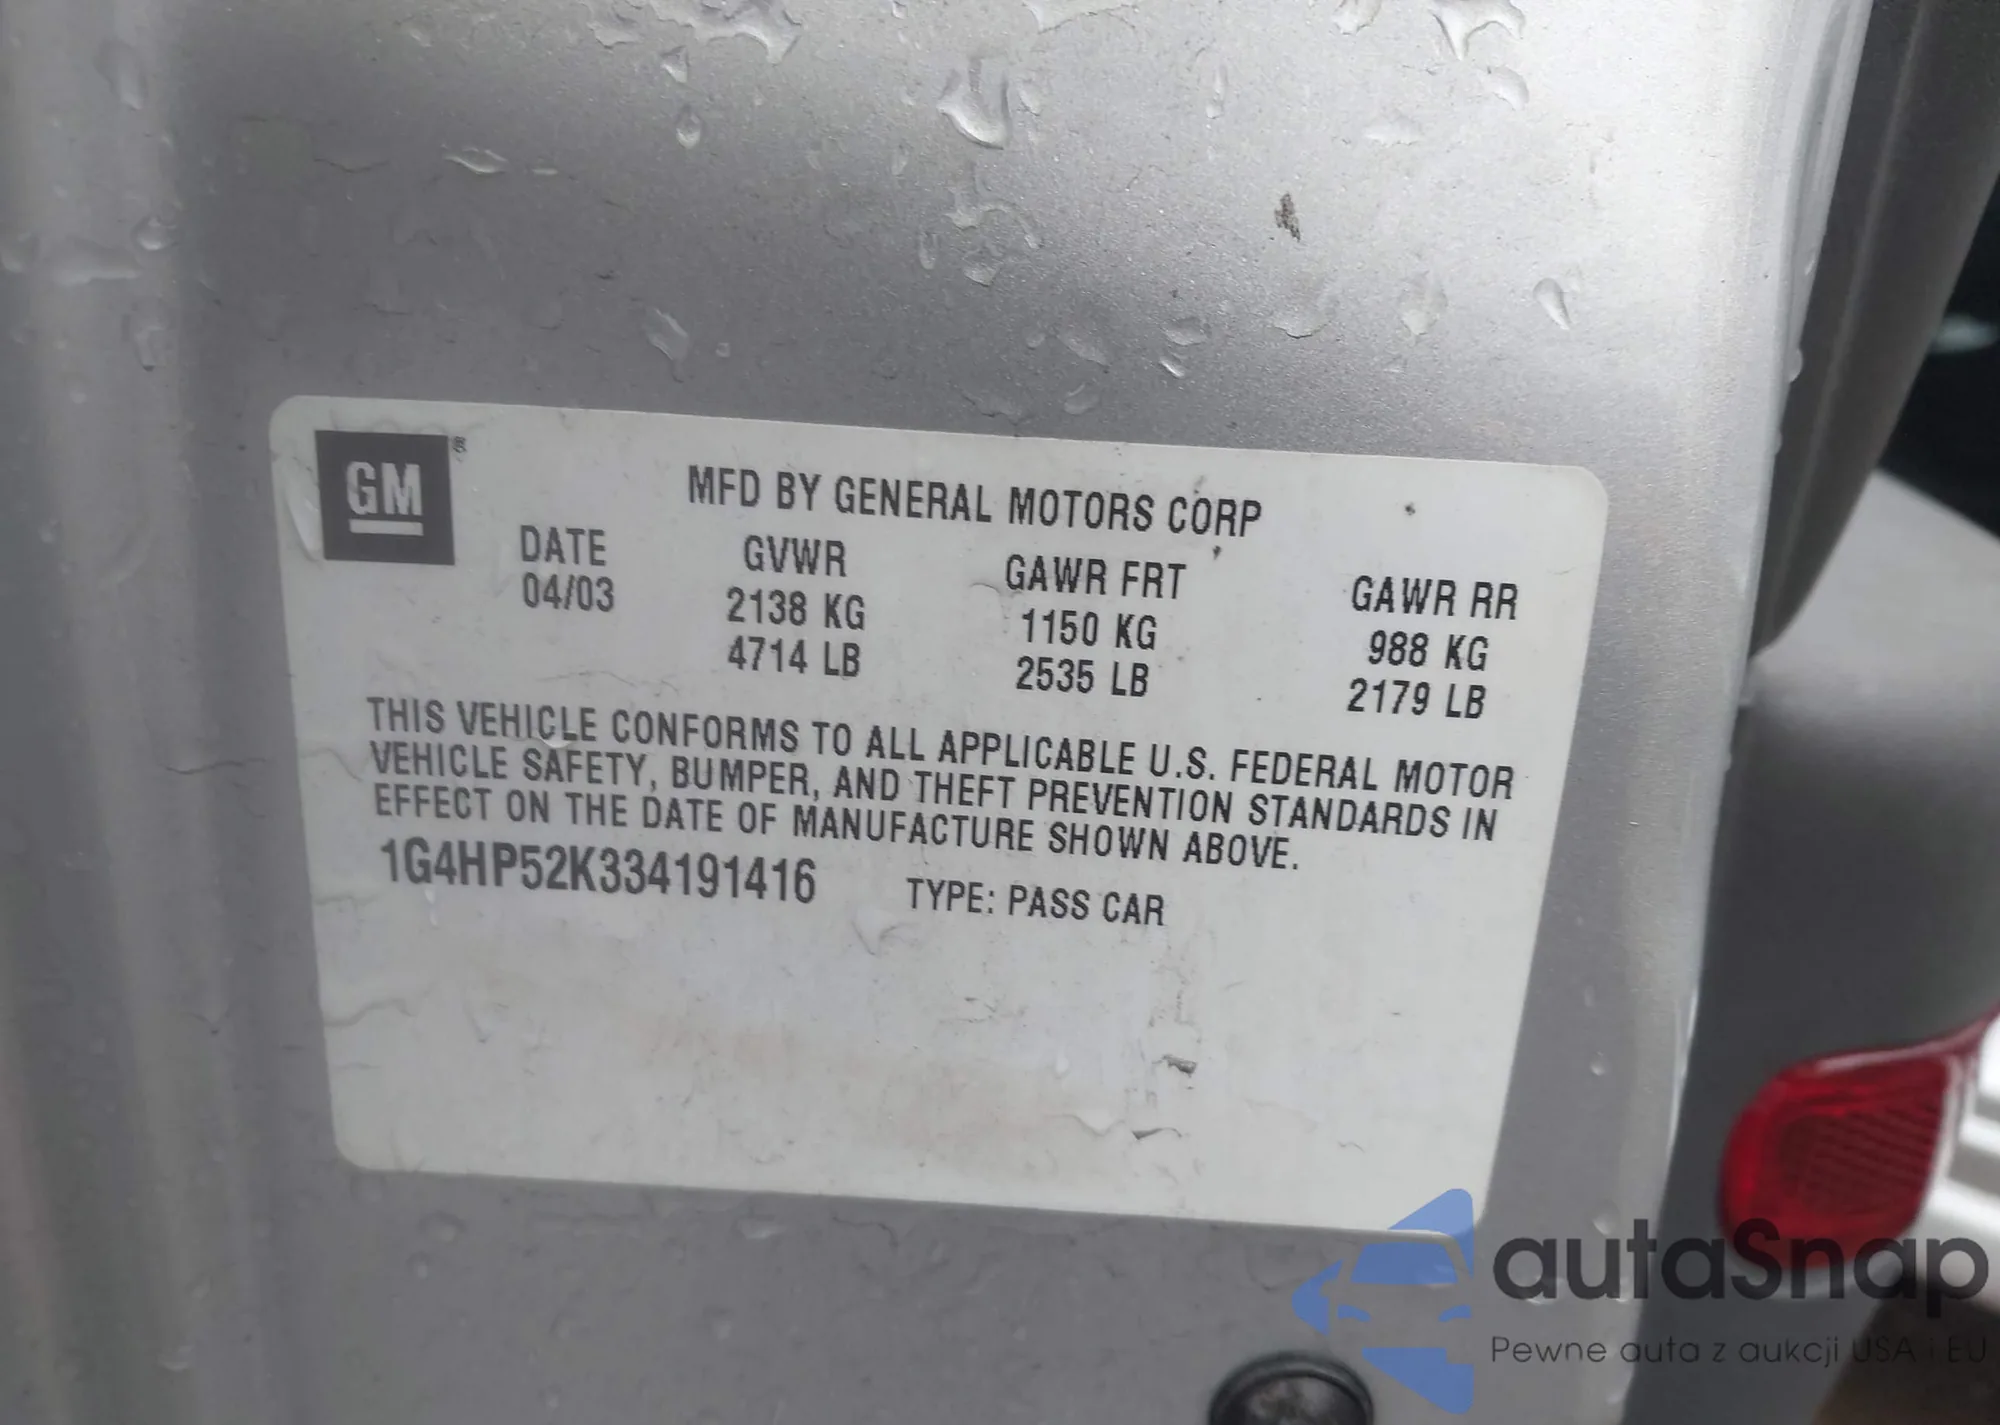 GM ®
MFD BY GENERAL MOTORS CORP
DATE GVWR GAWR FRT GAWR RR
04/03 2138 KG 1150 KG 988 KG
4714 LB 2535 LB 2179 LB
THIS VEHICLE CONFORMS TO ALL APPLICABLE U.S. FEDERAL MOTOR
VEHICLE SAFETY, BUMPER, AND THEFT PREVENTION STANDARDS IN
EFFECT ON THE DATE OF MANUFACTURE SHOWN ABOVE.
1G4HP52K334191416 TYPE: PASS CAR
autaSnap
Pewne auta z aukcji USA i EU